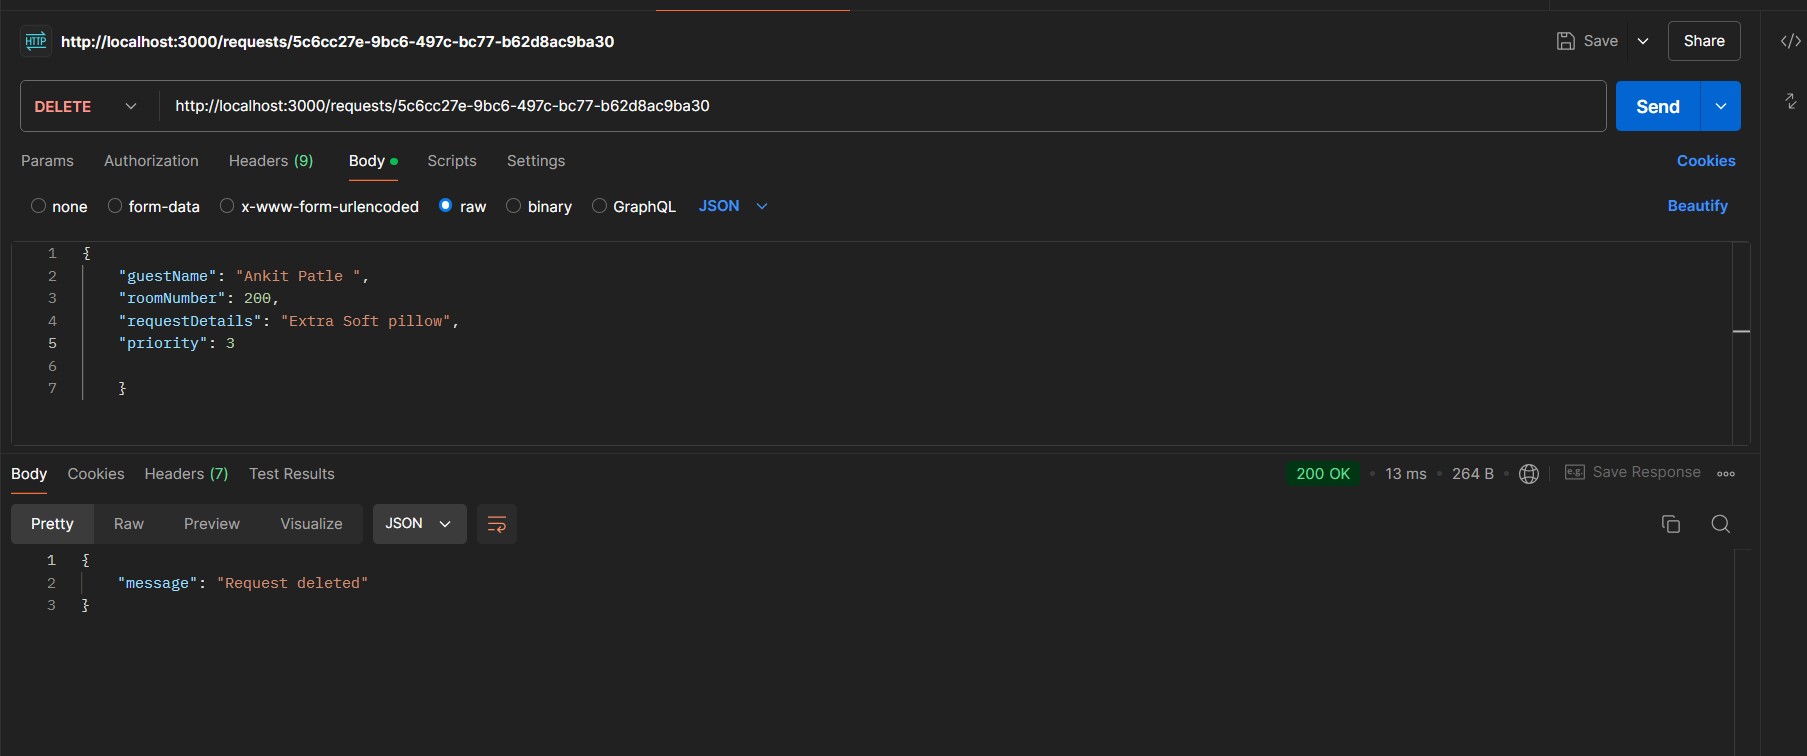 HTTP http://localhost:3000/requests/5c6cc27e-9bc6-497c-bc77-b62d8ac9ba30 Save Share </>
DELETE http://localhost:3000/requests/5c6cc27e-9bc6-497c-bc77-b62d8ac9ba30 Send
Params Authorization Headers (9) Body Scripts Settings Cookies
none form-data x-www-form-urlencoded raw binary GraphQL JSON Beautify
1 {
2 "guestName": "Ankit Patle ",
3 "roomNumber": 200,
4 "requestDetails": "Extra Soft pillow",
5 "priority": 3
6
7 }
Body Cookies Headers (7) Test Results 200 OK • 13 ms • 264 B • e.g. Save Response
Pretty Raw Preview Visualize JSON
1 {
2 "message": "Request deleted"
3 }